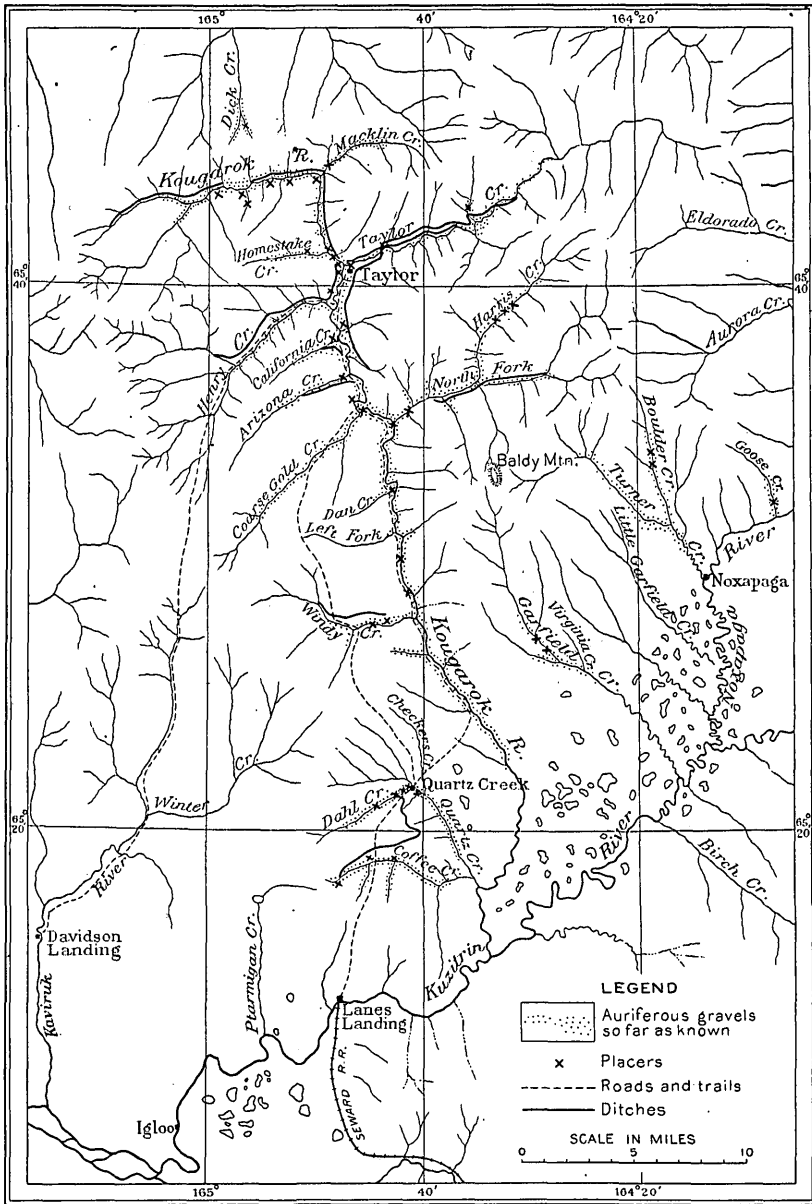 165°
40'
164°20'
Dick Cr.
Macklin Cr.
Kougarok R.
Taylor Cr.
Eldorado Cr.
Homestake Cr.
Taylor
65
40
65
40
Harris Cr.
Aurora Cr.
Henry Cr.
California Cr.
North Fork
Arizona Cr.
Boulder Cr.
Goose Cr.
Baldy Mtn.
Coarse Gold Cr.
Turner Cr.
Dan Cr.
Left Fork
Little Garfield Cr.
River
Noxapaga
Noxapaga
Windy Cr.
Kougarok R.
Garfield Cr.
Virginia Cr.
Checkers Cr.
Winter Cr.
Quartz Creek
Dahl Cr.
Quartz Cr.
65
20
65
20
River
Birch Cr.
Coffee Cr.
River
Davidson
Landing
Ptarmigan Cr.
Kuzitrin
Kaviruk
Lanes
Landing
Igloo
SEWARD R.R.
LEGEND
Auriferous gravels
so far as known
Placers
Roads and trails
Ditches
SCALE IN MILES
0 5 10
165°
40'
164°20'